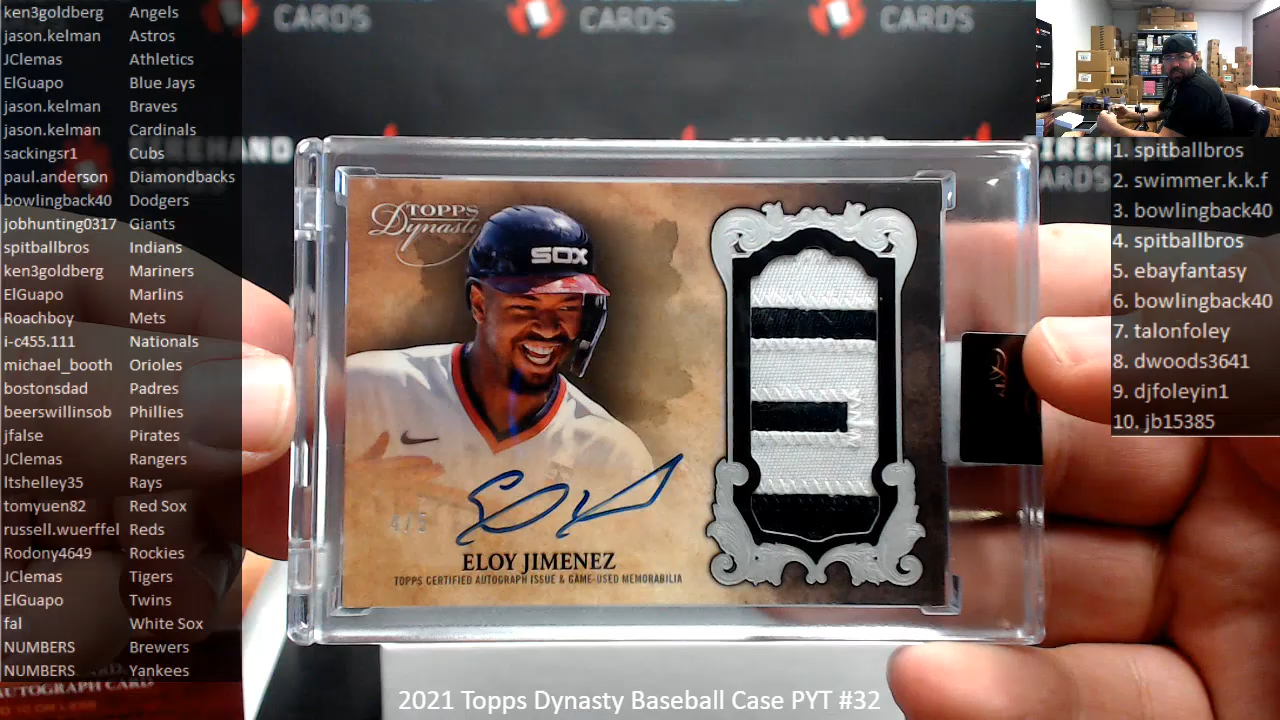 ken3goldberg Angels
jason.kelman Astros
JClemas Athletics
ElGuapo Blue Jays
jason.kelman Braves
jason.kelman Cardinals
sackingsr1 Cubs
paul.anderson Diamondbacks
bowlingback40 Dodgers
jobhunting0317 Giants
spitballbros Indians
ken3goldberg Mariners
ElGuapo Marlins
Roachboy Mets
i-c455.111 Nationals
michael_booth Orioles
bostonsdad Padres
beerswillinsob Phillies
jfalse Pirates
JClemas Rangers
ltshelley35 Rays
tomyuen82 Red Sox
russell.wuerffel Reds
Rodony4649 Rockies
JClemas Tigers
ElGuapo Twins
fal White Sox
NUMBERS Brewers
NUMBERS Yankees
AUTOGRAPH CARD
CARDS
CARDS
CARDS
TOPPS
Dynasty
SOX
4/5
ELOY JIMENEZ
TOPPS CERTIFIED AUTOGRAPH ISSUE & GAME-USED MEMORABILIA
1. spitballbros
2. swimmer.k.k.f
3. bowlingback40
4. spitballbros
5. ebayfantasy
6. bowlingback40
7. talonfoley
8. dwoods3641
9. djfoleyin1
10. jb15385
2021 Topps Dynasty Baseball Case PYT #32